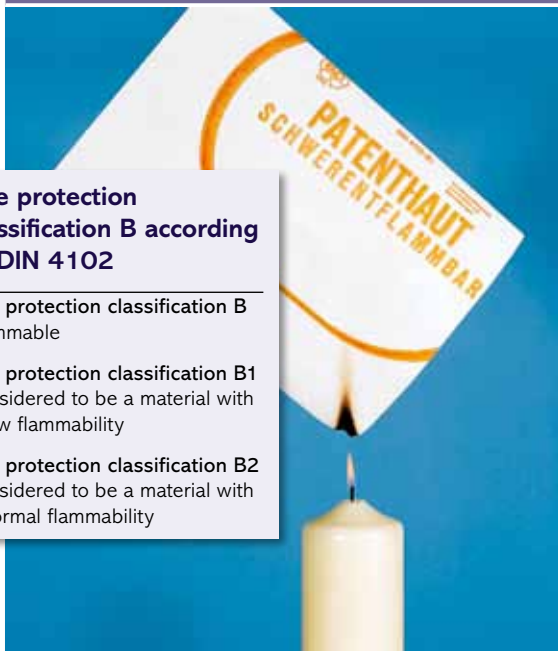 PATENTHAUT
SCHWERENTFLAMMBAR
e protection
ssification B according
DIN 4102
protection classification B
mmable
protection classification B1
sidered to be a material with
w flammability
protection classification B2
sidered to be a material with
rmal flammability